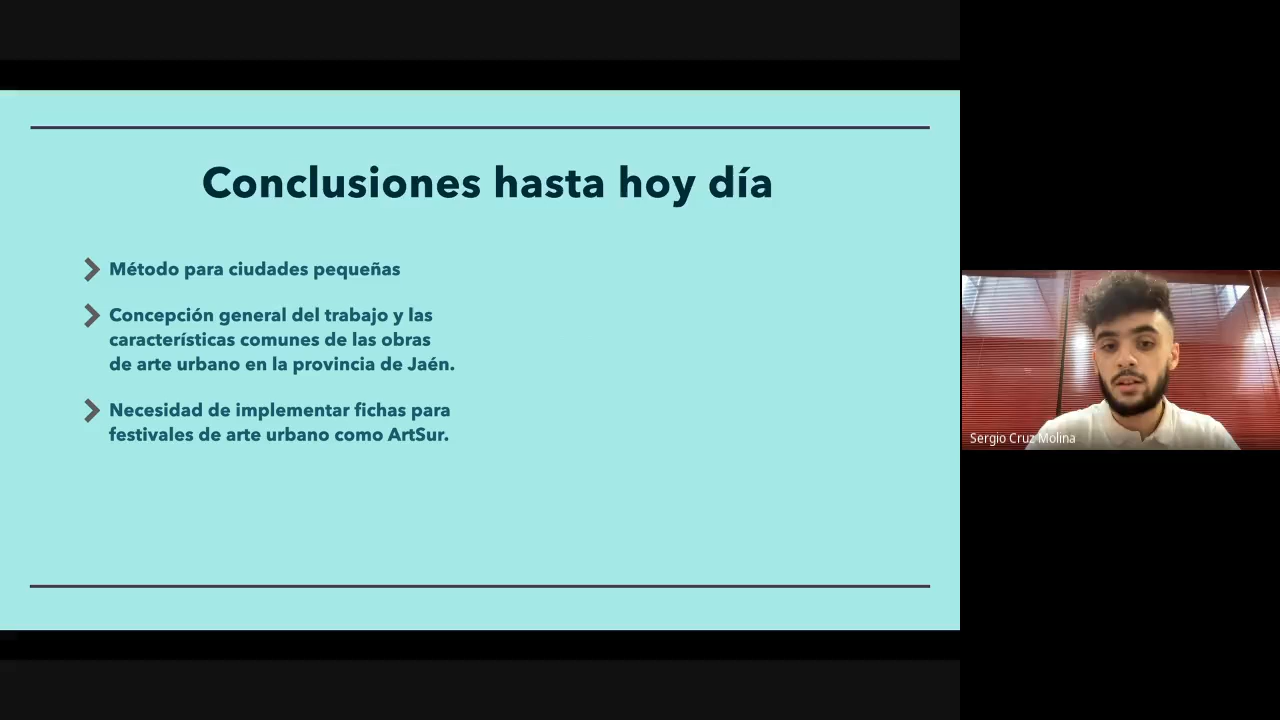 Conclusiones hasta hoy día
Método para ciudades pequeñas
Concepción general del trabajo y las
características comunes de las obras
de arte urbano en la provincia de Jaén.
Necesidad de implementar fichas para
festivales de arte urbano como ArtSur.
Sergio Cruz Molina